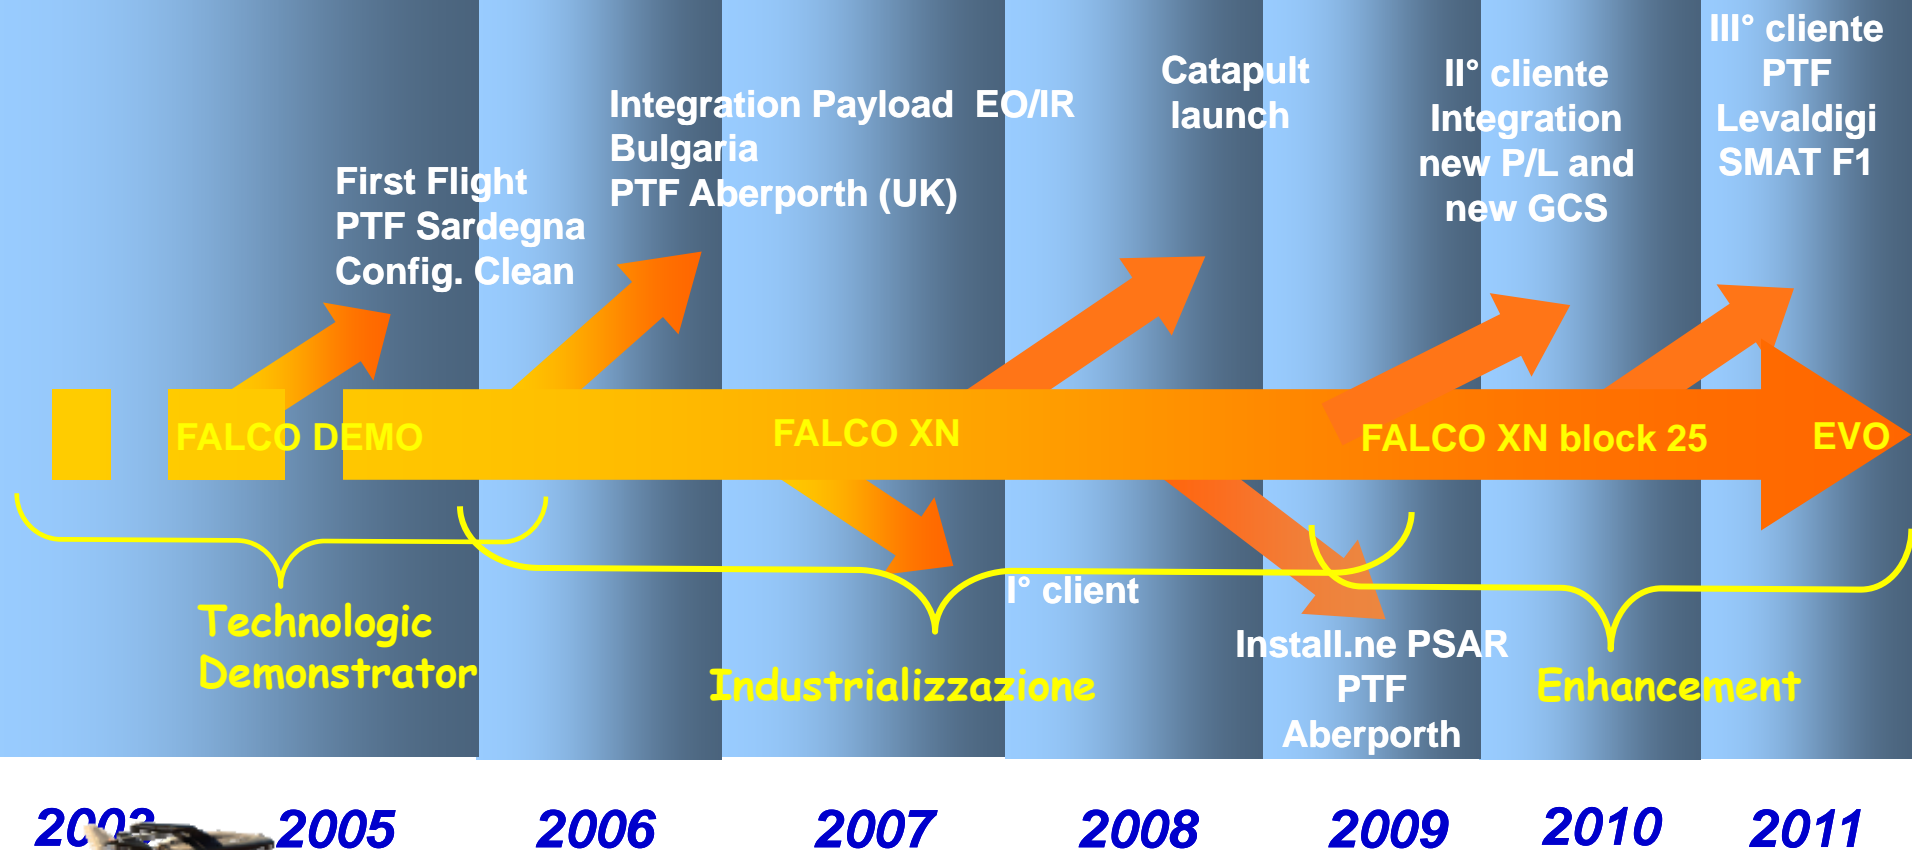 III° cliente
PTF
Levaldigi
SMAT F1
II° cliente
Integration
new P/L and
new GCS
Catapult
launch
Integration Payload  EO/IR
Bulgaria
PTF Aberporth (UK)
First Flight
PTF Sardegna
Config. Clean
FALCO DEMO
FALCO XN
FALCO XN block 25
EVO
I° client
Install.ne PSAR
PTF
Aberporth
Technologic
Demonstrator
Industrializzazione
Enhancement
2005
2006
2007
2008
2009
2010
2011